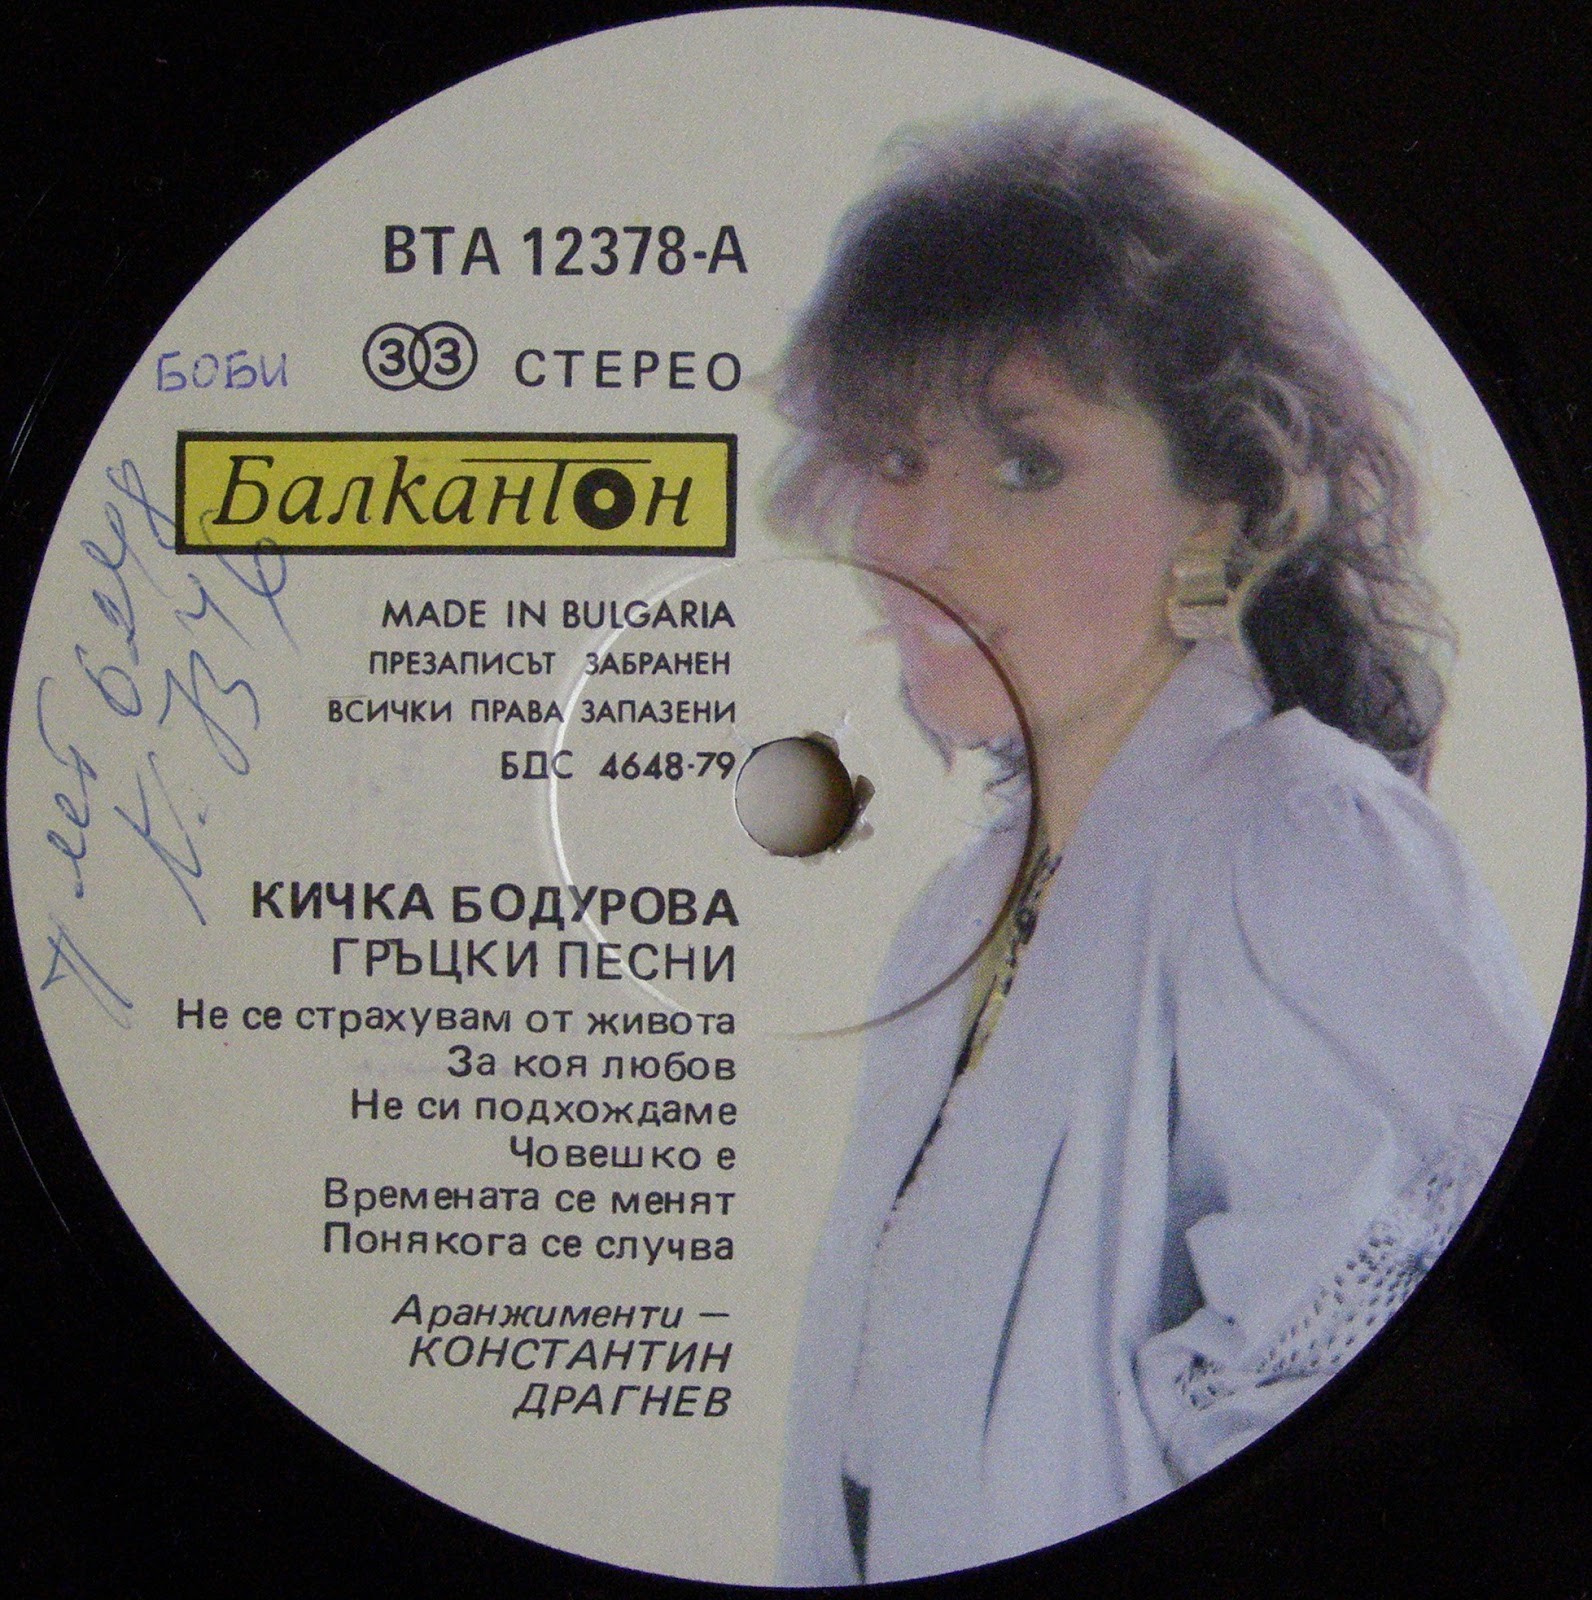 ВТА 12378-А
33 СТЕРЕО
БОБИ
Балкантон
MADE IN BULGARIA
ПРЕЗАПИСЪТ ЗАБРАНЕН
ВСИЧКИ ПРАВА ЗАПАЗЕНИ
БДС 4648-79
КИЧКА БОДУРОВА
ГРЪЦКИ ПЕСНИ
Не се страхувам от живота
За коя любов
Не си подхождаме
Човешко е
Времената се менят
Понякога се случва
Аранжименти —
КОНСТАНТИН
ДРАГНЕВ